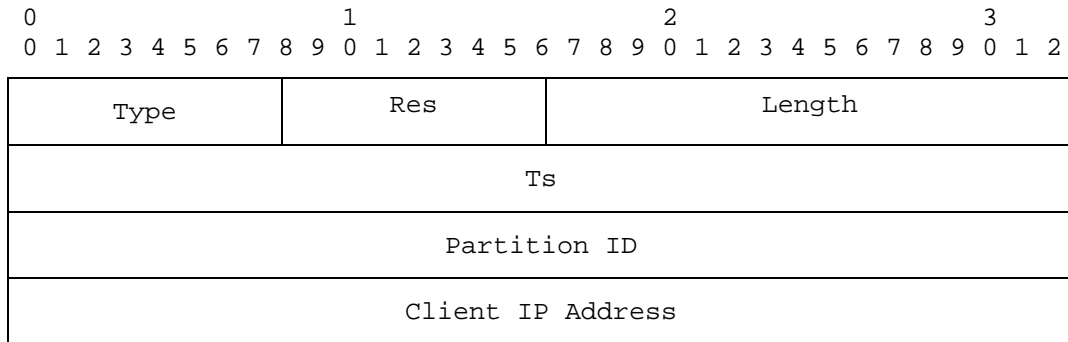 0 1 2 3
0 1 2 3 4 5 6 7 8 9 0 1 2 3 4 5 6 7 8 9 0 1 2 3 4 5 6 7 8 9 0 1 2
Type Res Length
Ts
Partition ID
Client IP Address